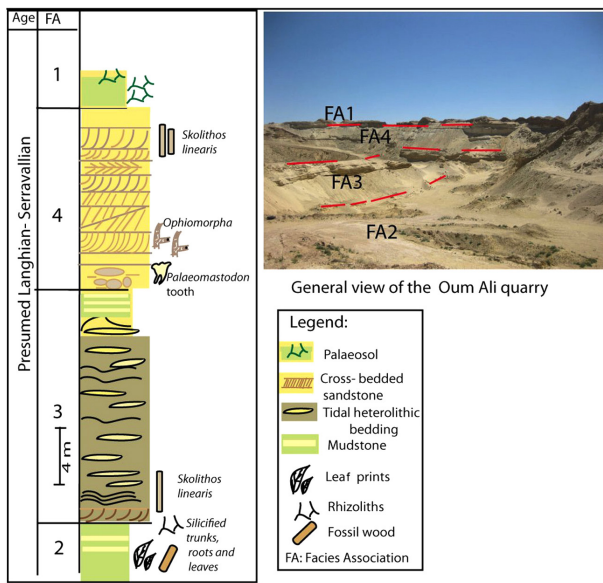 Age
FA
Presumed Langhian- Serravallian
1
4
3
2
4 m
Skolithos
linearis
Ophiomorpha
Palaeomastodon
tooth
Skolithos
linearis
Silicified
trunks,
roots and
leaves
FA1
FA4
FA3
FA2
General view of the Oum Ali quarry
Legend:
Palaeosol
Cross- bedded
sandstone
Tidal heterolithic
bedding
Mudstone
Leaf prints
Rhizoliths
Fossil wood
FA: Facies Association